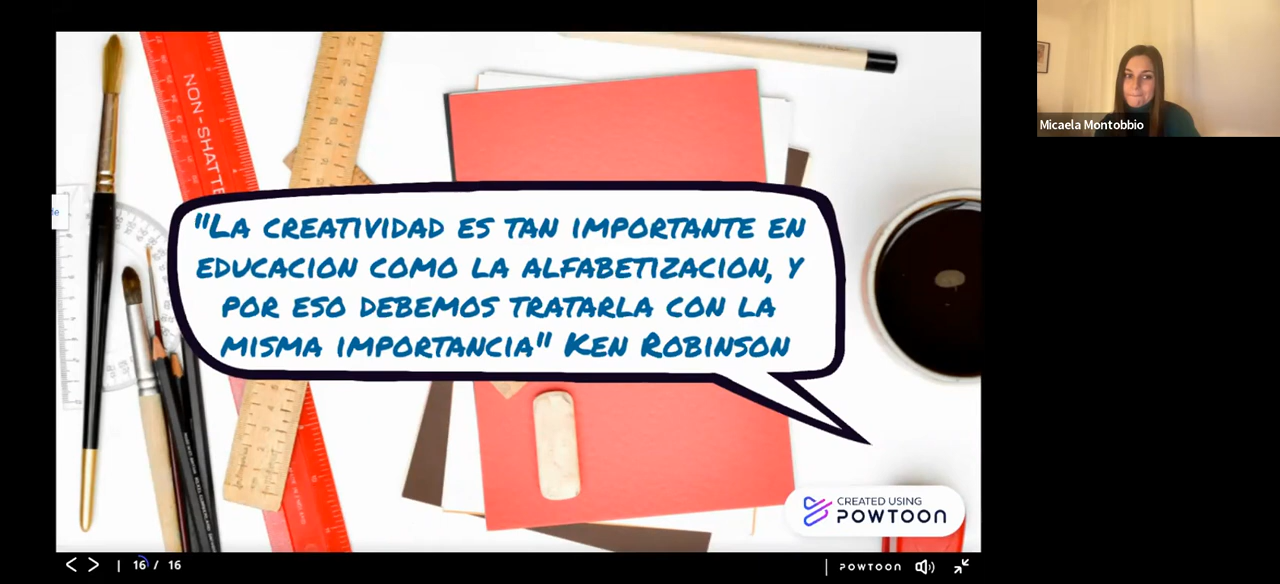 NON-SHATTE
de
"LA CREATIVIDAD ES TAN IMPORTANTE EN
EDUCACION COMO LA ALFABETIZACION, Y
POR ESO DEBEMOS TRATARLA CON LA
MISMA IMPORTANCIA" KEN ROBINSON
CREATED USING
POWTOON
16 / 16
POWTOON
Micaela Montobbio